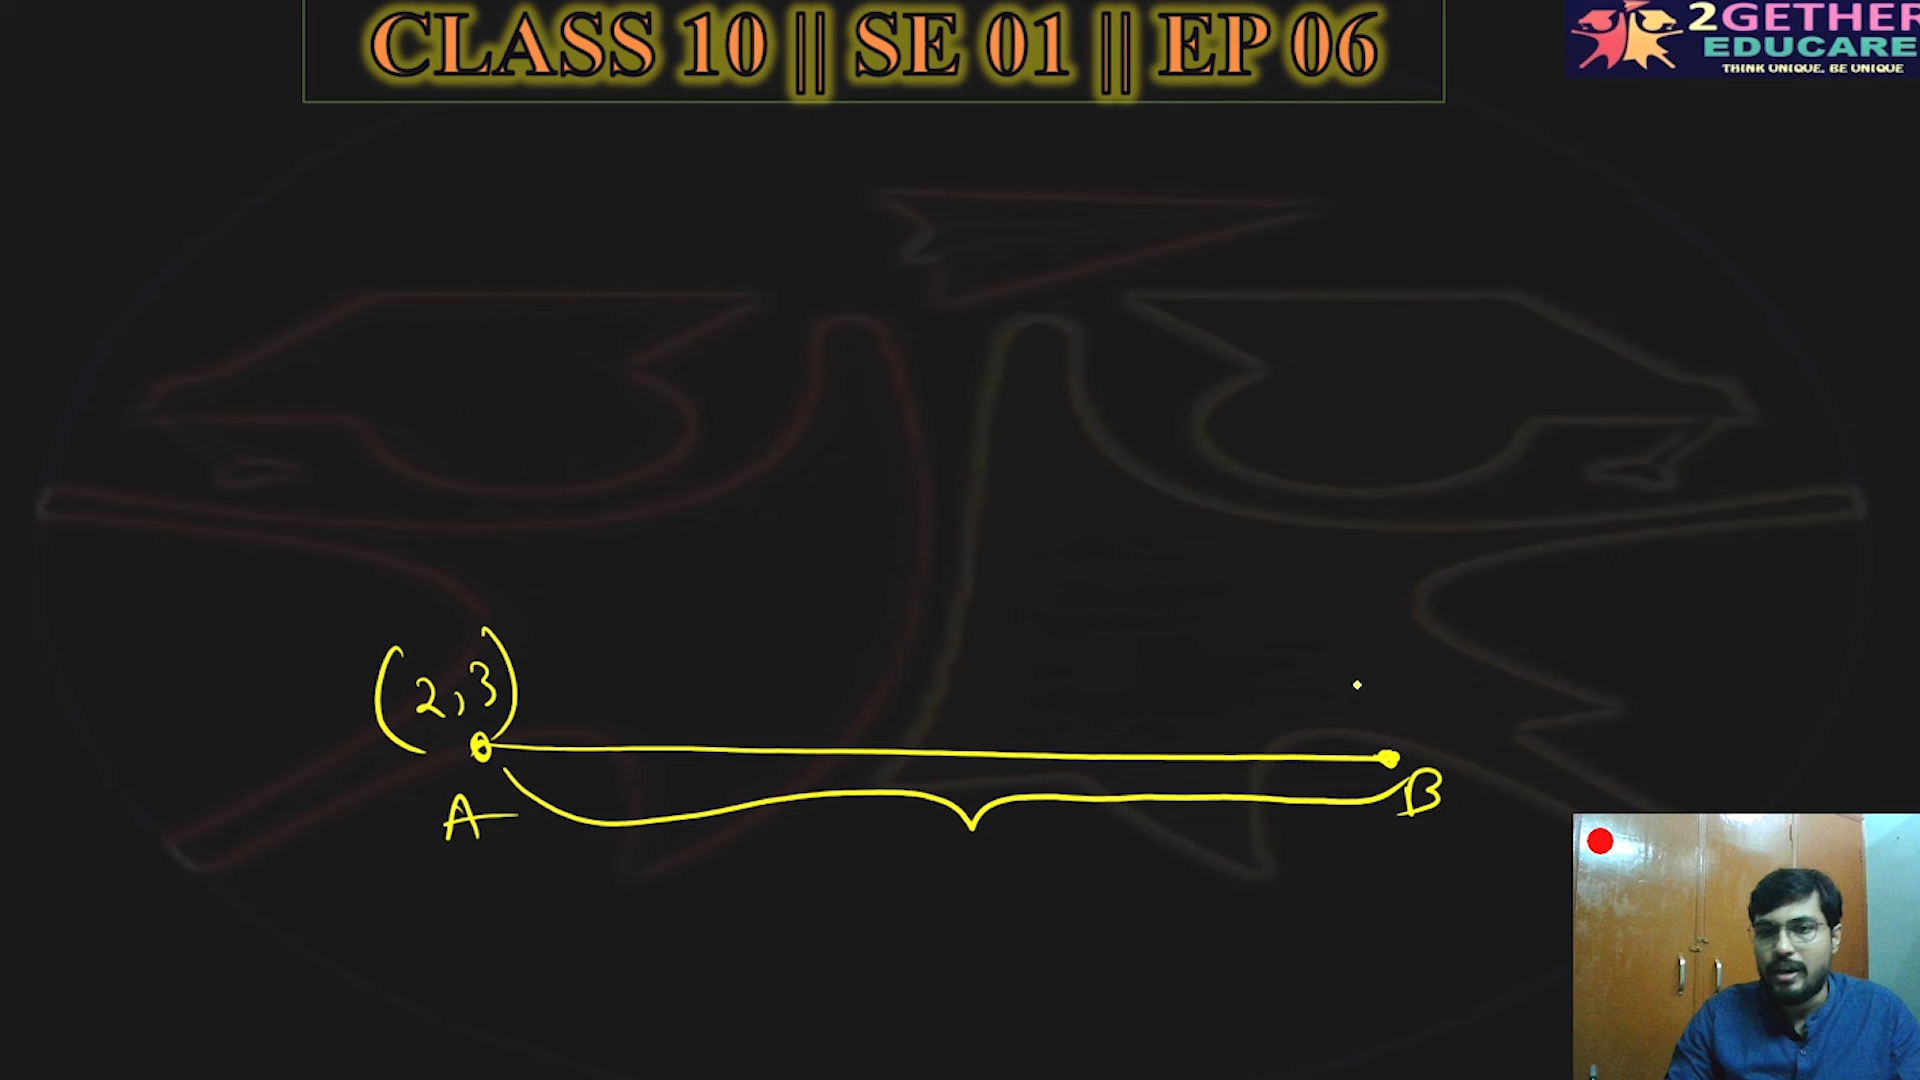 CLASS 10 || SE 01 || EP 06
2GETHER
EDUCARE
THINK UNIQUE. BE UNIQUE
(2,3)
A
B